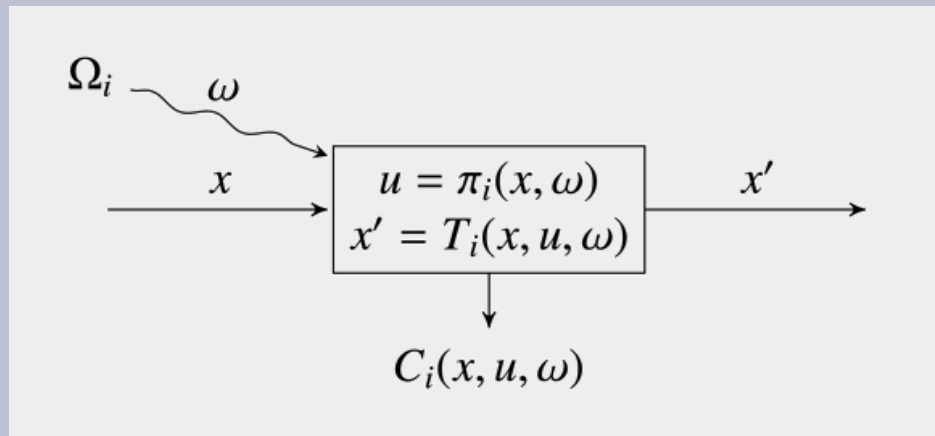 Ωᵢ
ω
x
u = πᵢ(x, ω)
x′ = Tᵢ(x, u, ω)
x′
Cᵢ(x, u, ω)